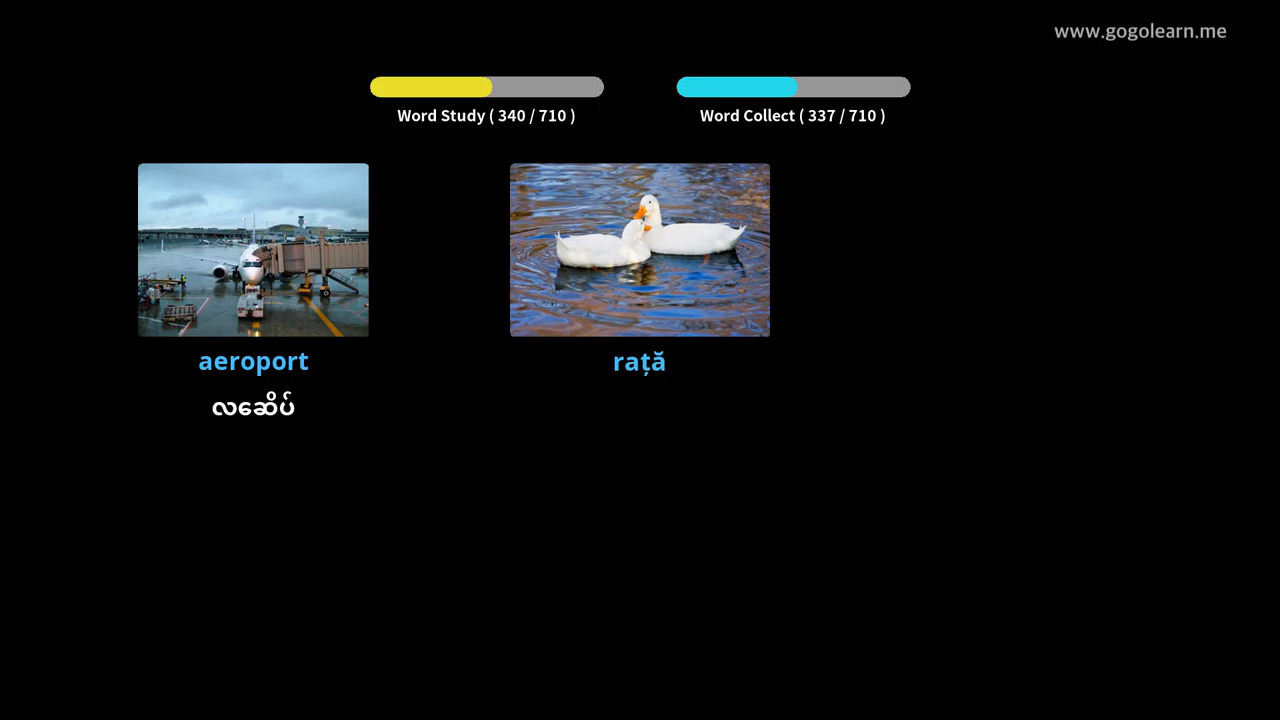 www.gogolearn.me
Word Study ( 340 / 710 )
Word Collect ( 337 / 710 )
aeroport
rață
လဆေိပ်